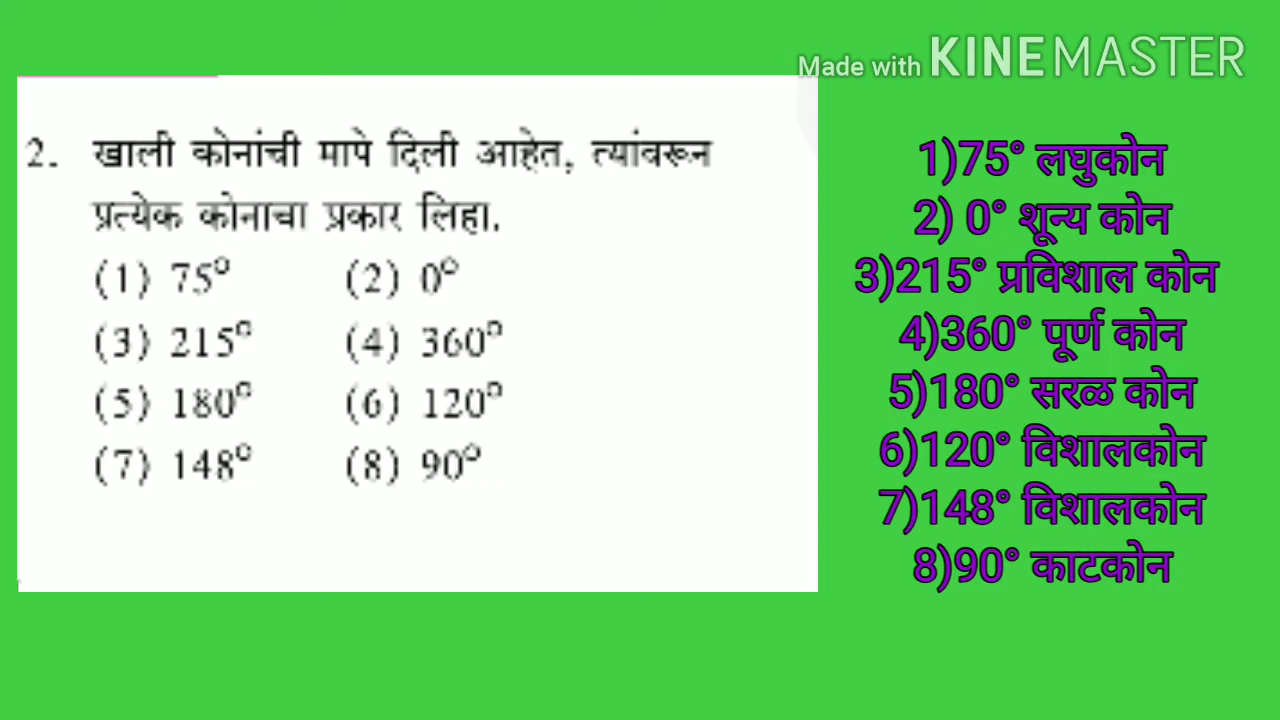 Made with KINEMASTER
2. खाली कोनांची मापे दिली आहेत, त्यांवरून
प्रत्येक कोनाचा प्रकार लिहा.
(1) 75° (2) 0°
(3) 215° (4) 360°
(5) 180° (6) 120°
(7) 148° (8) 90°
1)75° लघुकोन
2) 0° शून्य कोन
3)215° प्रविशाल कोन
4)360° पूर्ण कोन
5)180° सरळ कोन
6)120° विशालकोन
7)148° विशालकोन
8)90° काटकोन